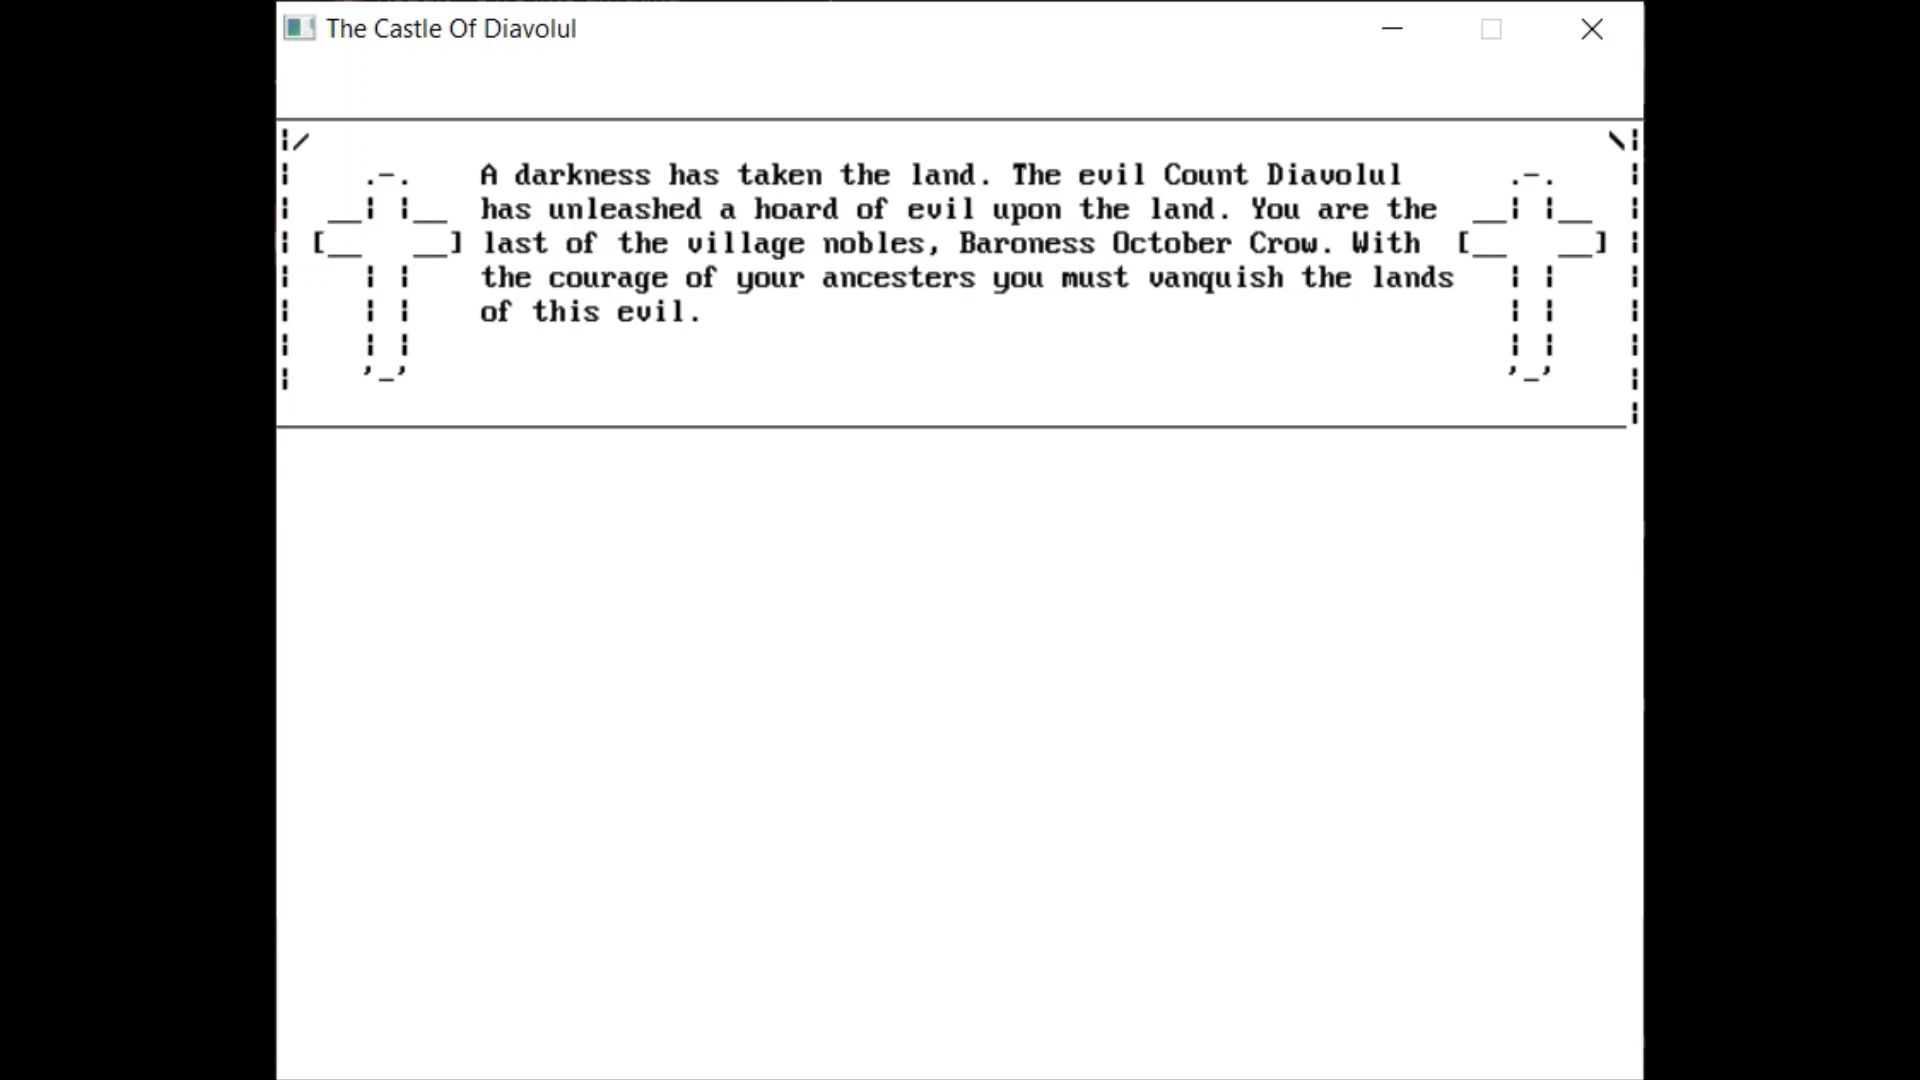 The Castle Of Diavolul
A darkness has taken the land. The evil Count Diavolul
has unleashed a hoard of evil upon the land. You are the
last of the village nobles, Baroness October Crow. With
the courage of your ancesters you must vanquish the lands
of this evil.